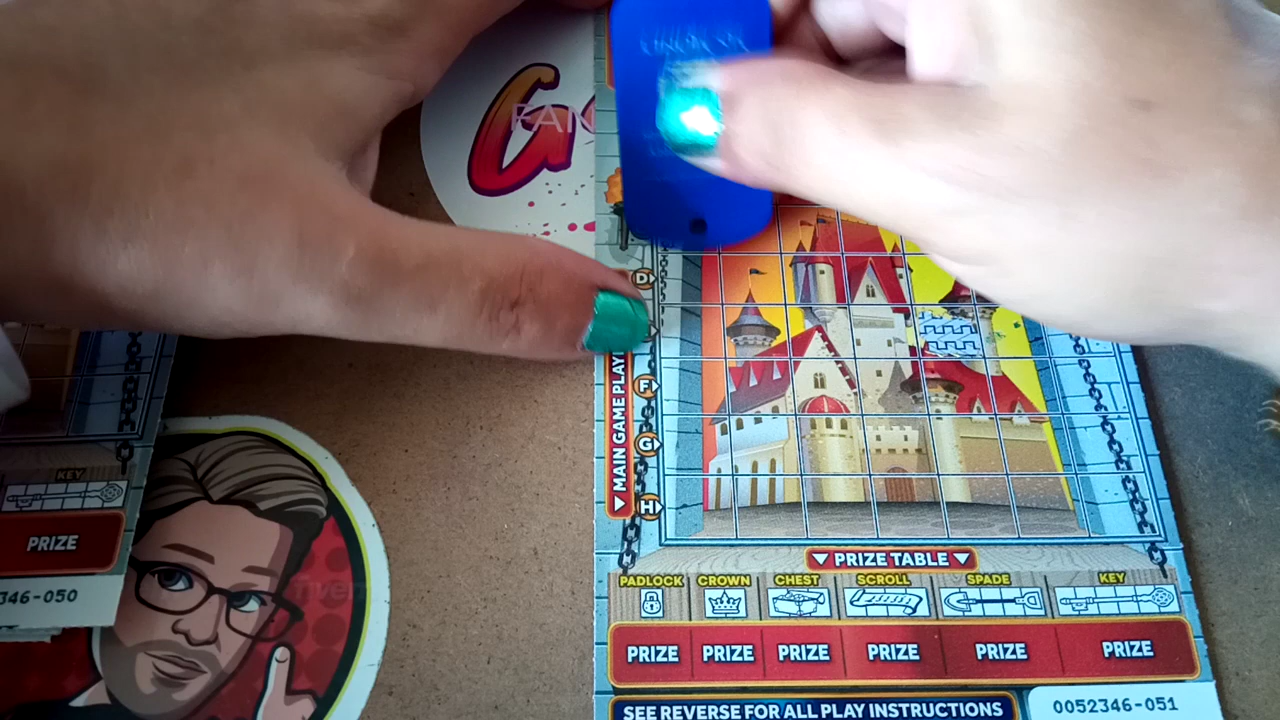 G
FAN
D
F
G
H
▼ MAIN GAME PLAY
▼ PRIZE TABLE ▼
PADLOCK CROWN CHEST SCROLL SPADE KEY
PRIZE PRIZE PRIZE PRIZE PRIZE PRIZE
SEE REVERSE FOR ALL PLAY INSTRUCTIONS
0052346-051
KEY
PRIZE
346-050